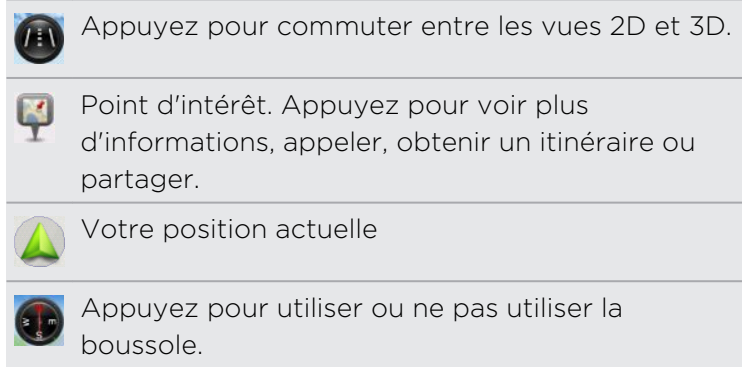 Appuyez pour commuter entre les vues 2D et 3D.
Point d'intérêt. Appuyez pour voir plus
d'informations, appeler, obtenir un itinéraire ou
partager.
Votre position actuelle
Appuyez pour utiliser ou ne pas utiliser la
boussole.